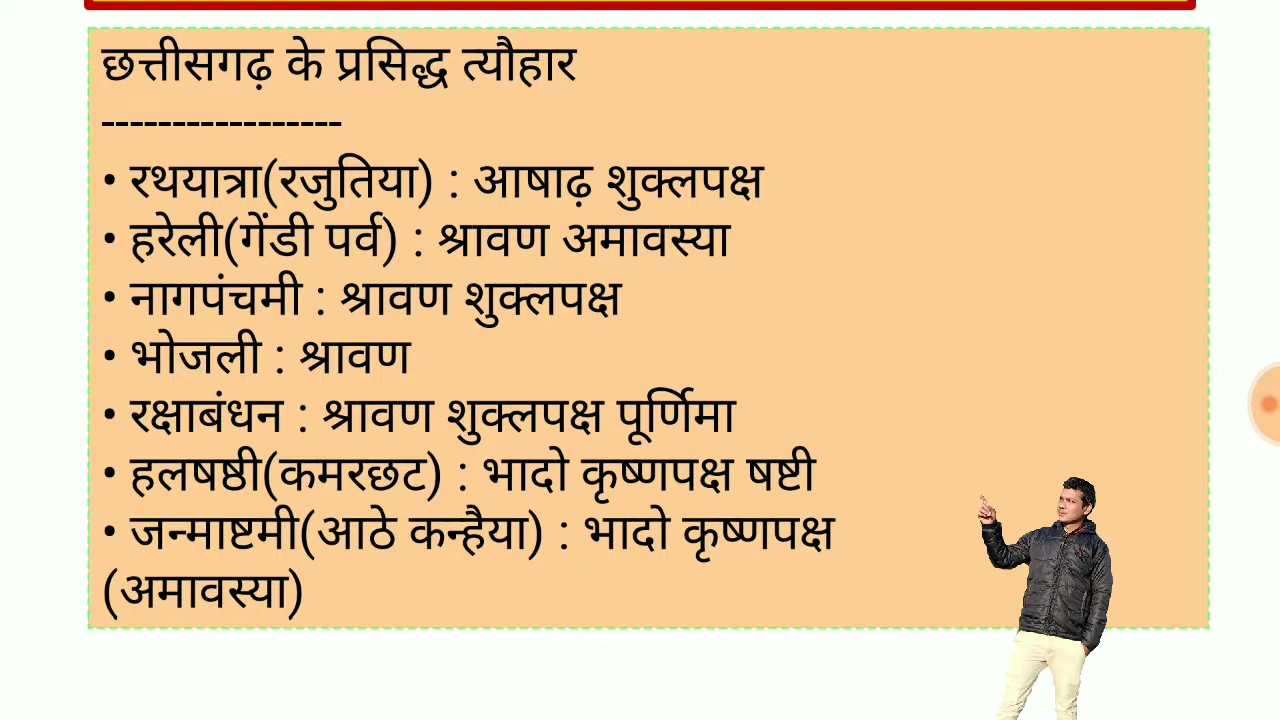 छत्तीसगढ़ के प्रसिद्ध त्यौहार
-----------------
• रथयात्रा(रजुतिया) : आषाढ़ शुक्लपक्ष
• हरेली(गेंडी पर्व) : श्रावण अमावस्या
• नागपंचमी : श्रावण शुक्लपक्ष
• भोजली : श्रावण
• रक्षाबंधन : श्रावण शुक्लपक्ष पूर्णिमा
• हलषष्ठी(कमरछट) : भादो कृष्णपक्ष षष्टी
• जन्माष्टमी(आठे कन्हैया) : भादो कृष्णपक्ष
(अमावस्या)